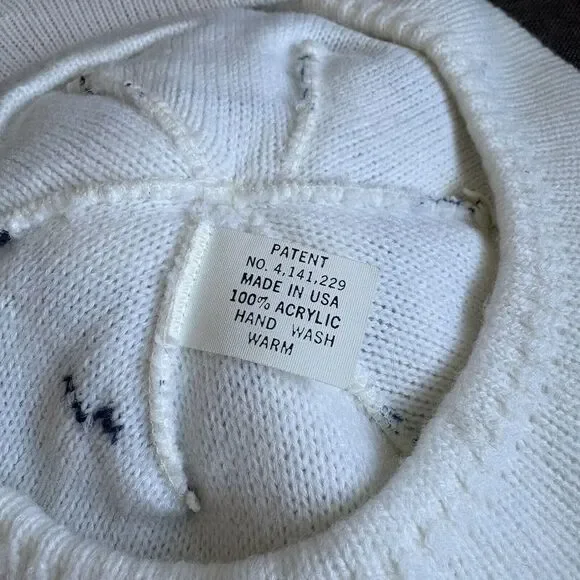 PATENT
NO. 4,141,229
MADE IN USA
100% ACRYLIC
HAND WASH
WARM